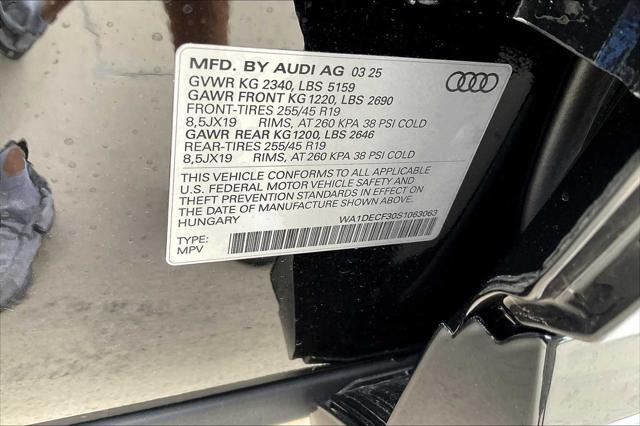 MFD. BY AUDI AG 03 25
GVWR KG 2340, LBS 5159
GAWR FRONT KG 1220, LBS 2690
FRONT-TIRES 255/45 R19
8,5JX19 RIMS, AT 260 KPA 38 PSI COLD
GAWR REAR KG1200, LBS 2646
REAR-TIRES 255/45 R19
8,5JX19 RIMS, AT 260 KPA 38 PSI COLD
THIS VEHICLE CONFORMS TO ALL APPLICABLE
U.S. FEDERAL MOTOR VEHICLE SAFETY AND
THEFT PREVENTION STANDARDS IN EFFECT ON
THE DATE OF MANUFACTURE SHOWN ABOVE.
HUNGARY WA1DECF30S1063063
TYPE:
MPV